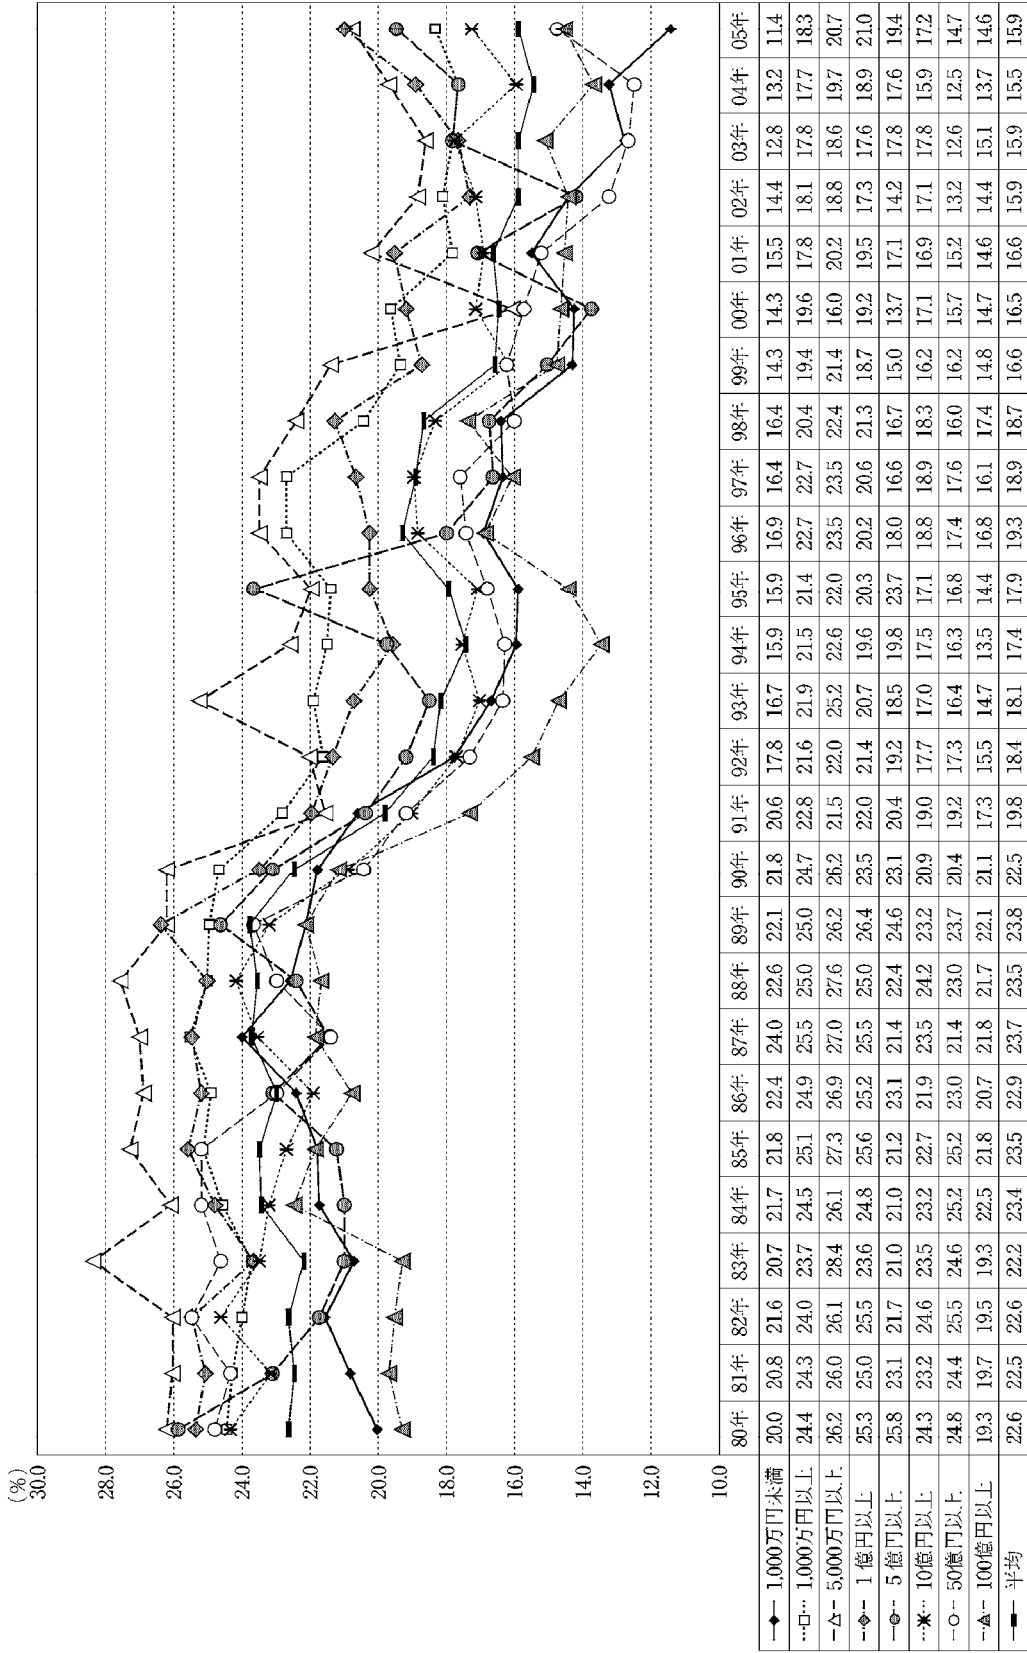 (%)
30.0
28.0
26.0
24.0
22.0
20.0
18.0
16.0
14.0
12.0
10.0
80年 81年 82年 83年 84年 85年 86年 87年 88年 89年 90年 91年 92年 93年 94年 95年 96年 97年 98年 99年 00年 01年 02年 03年 04年 05年
1,000万円未満 20.0 20.8 21.6 20.7 21.7 21.8 22.4 24.0 22.6 22.1 21.8 20.6 17.8 16.7 15.9 15.9 16.9 16.4 16.4 14.3 14.3 15.5 14.4 12.8 13.2 11.4
1,000万円以上 24.4 24.3 24.0 23.7 24.5 25.1 24.9 25.5 25.0 25.0 24.7 22.8 21.6 21.9 21.5 21.4 22.7 22.7 20.4 19.4 19.6 17.8 18.1 17.8 17.7 18.3
5,000万円以上 26.2 26.0 26.1 28.4 26.1 27.3 26.9 27.0 27.6 26.2 26.2 21.5 22.0 25.2 22.6 22.0 23.5 23.5 22.4 21.4 16.0 20.2 18.8 18.6 19.7 20.7
1億円以上 25.3 25.0 25.5 23.6 24.8 25.6 25.2 25.5 25.0 26.4 23.5 22.0 21.4 20.7 19.6 20.3 20.2 20.6 21.3 18.7 19.2 19.5 17.3 17.6 18.9 21.0
5億円以上 25.8 23.1 21.7 21.0 21.0 21.2 23.1 21.4 22.4 24.6 23.1 20.4 19.2 18.5 19.8 23.7 18.0 16.6 16.7 15.0 13.7 17.1 14.2 17.8 17.6 19.4
10億円以上 24.3 23.2 24.6 23.5 23.2 22.7 21.9 23.5 24.2 23.2 20.9 19.0 17.7 17.0 17.5 17.1 18.8 18.9 18.3 16.2 17.1 16.9 17.1 17.8 15.9 17.2
50億円以上 24.8 24.4 25.5 24.6 25.2 25.2 23.0 21.4 23.0 23.7 20.4 19.2 17.3 16.4 16.3 16.8 17.4 17.6 16.0 16.2 15.7 15.2 13.2 12.6 12.5 14.7
100億円以上 19.3 19.7 19.5 19.3 22.5 21.8 20.7 21.8 21.7 22.1 21.1 17.3 15.5 14.7 13.5 14.4 16.8 16.1 17.4 14.8 14.7 14.6 14.4 15.1 13.7 14.6
平均 22.6 22.5 22.6 22.2 23.4 23.5 22.9 23.7 23.5 23.8 22.5 19.8 18.4 18.1 17.4 17.9 19.3 18.9 18.7 16.6 16.5 16.6 15.9 15.9 15.5 15.9